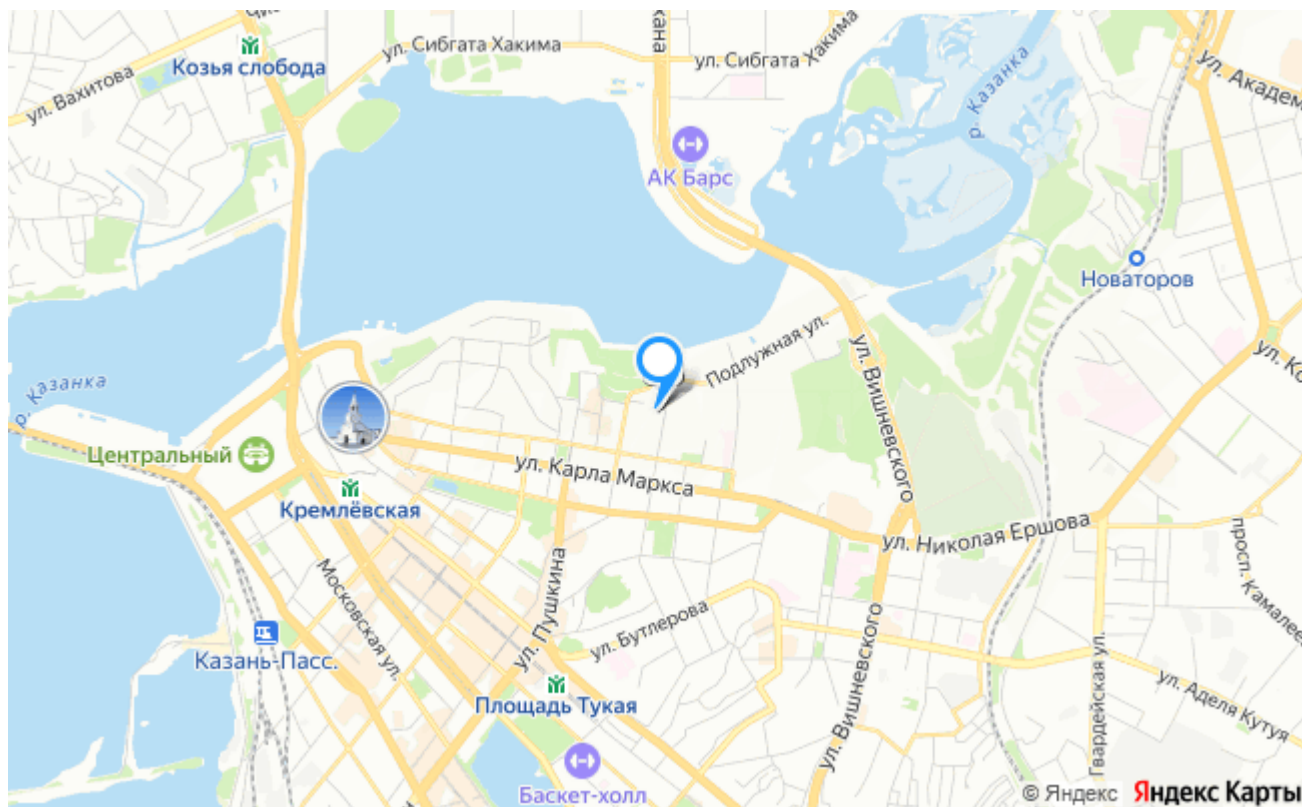 ул. Сибгата Хакима
Козья слобода
ул. Вахитова
ул. Сибгата Хакима
ул. Академ
р. Казанка
АК Барс
Новаторов
Подлужная ул.
ул. Вишневского
р. Казанка
Центральный
ул. Карла Маркса
Кремлёвская
ул. Николая Ершова
Московская ул.
ул. Пушкина
ул. Бутлерова
Казань-Пасс.
Площадь Тукая
ул. Вишневского
Гвардейская ул.
ул. Аделя Кутуя
Баскет-холл
© Яндекс Яндекс Карты